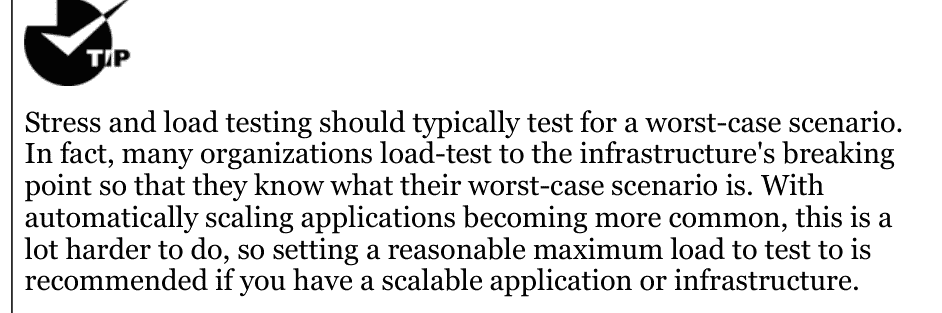 TIP
Stress and load testing should typically test for a worst-case scenario.
In fact, many organizations load-test to the infrastructure's breaking
point so that they know what their worst-case scenario is. With
automatically scaling applications becoming more common, this is a
lot harder to do, so setting a reasonable maximum load to test to is
recommended if you have a scalable application or infrastructure.